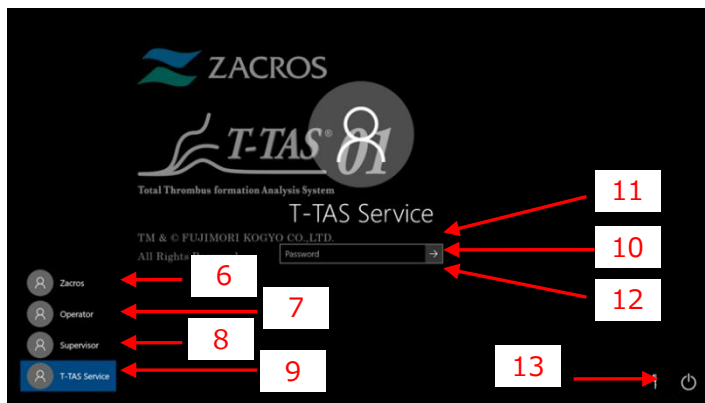 ZACROS
T-TAS® 01
Total Thrombus formation Analysis System
T-TAS Service
TM & © FUJIMORI KOGYO CO.,LTD.
All Rights
Password
11
10
12
Zacros
6
Operator
7
Supervisor
8
T-TAS Service
9
13